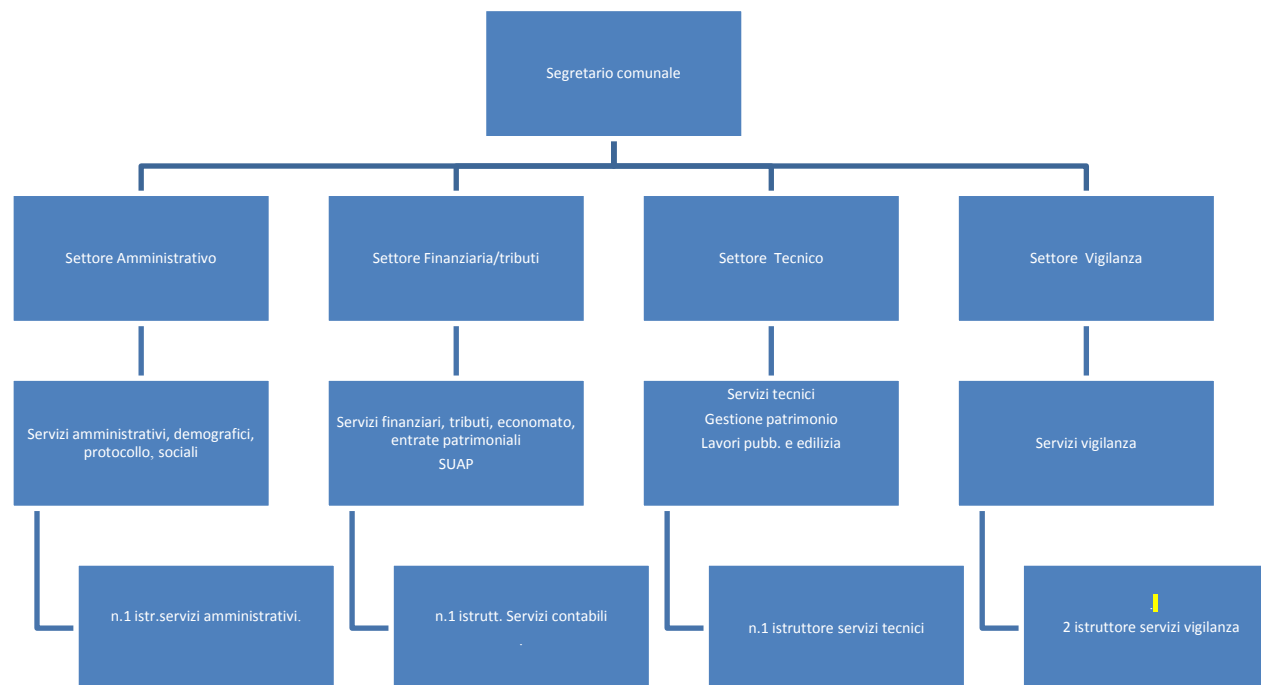 Segretario comunale
Settore Amministrativo
Settore Finanziaria/tributi
Settore  Tecnico
Settore  Vigilanza
Servizi amministrativi, demografici,
protocollo, sociali
Servizi finanziari, tributi, economato,
entrate patrimoniali
SUAP
Servizi tecnici
Gestione patrimonio
Lavori pubb. e edilizia
Servizi vigilanza
n.1 istr.servizi amministrativi.
n.1 istrutt. Servizi contabili
.
n.1 istruttore servizi tecnici
.
2 istruttore servizi vigilanza